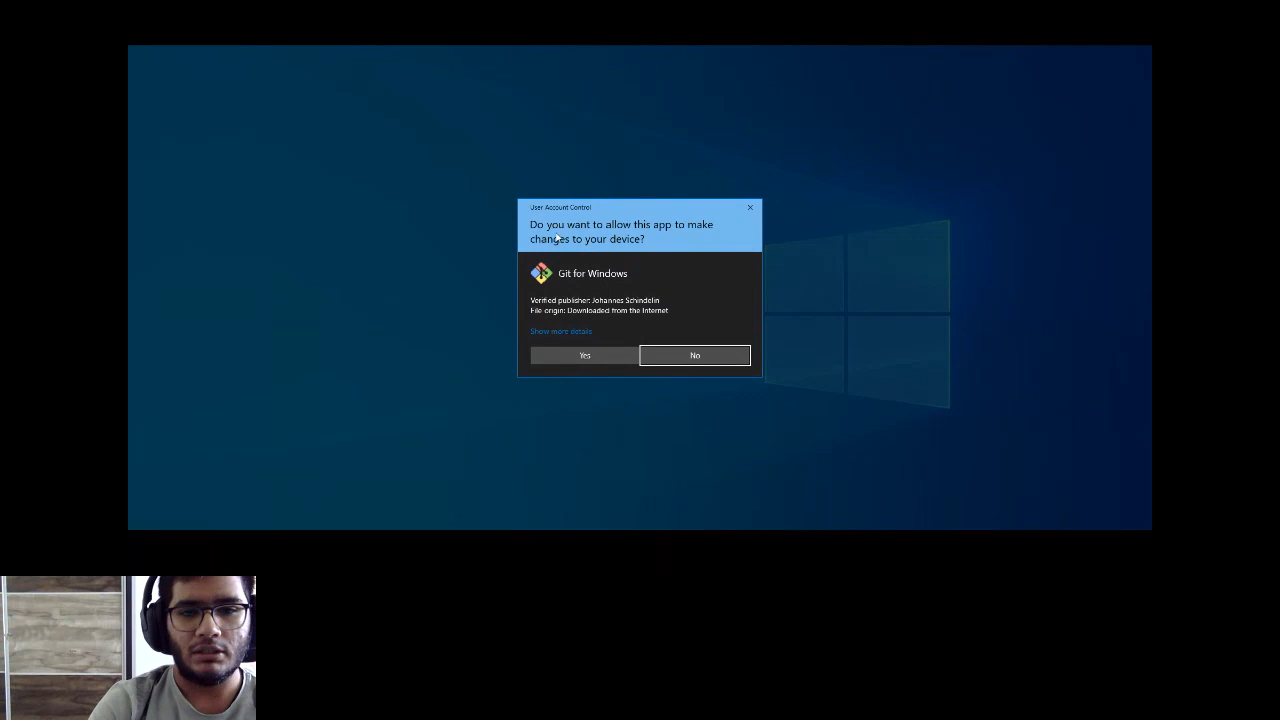 User Account Control
Do you want to allow this app to make
changes to your device?
Git for Windows
Verified publisher: Johannes Schindelin
File origin: Downloaded from the Internet
Show more details
Yes
No